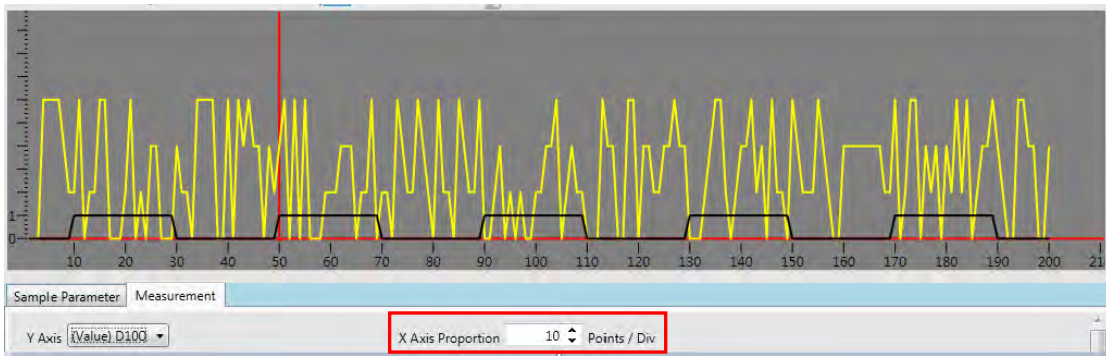 1
0
10 20 30 40 50 60 70 80 90 100 110 120 130 140 150 160 170 180 190 200 21
Sample Parameter Measurement
Y Axis (Value) D100 X Axis Proportion 10 Points / Div